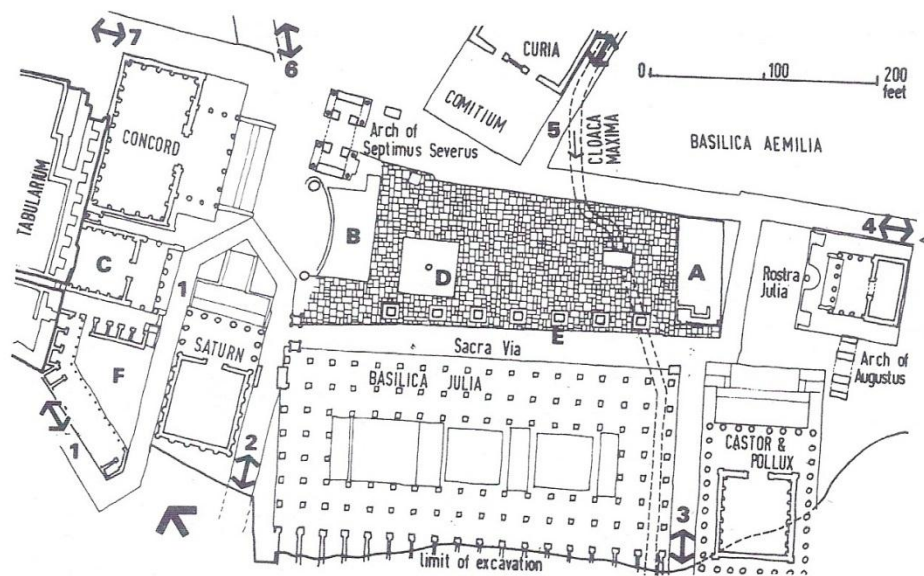 7
6
CURIA
0 100 200
feet
COMITIUM
5
CLOACA
MAXIMA
BASILICA AEMILIA
CONCORD
Arch of
Septimus Severus
TABULARIUM
4
B
A
C
D
1
Rostra
Julia
E
SATURN
Sacra Via
F
BASILICA JULIA
Arch of
Augustus
1
2
CASTOR &
POLLUX
3
limit of excavation